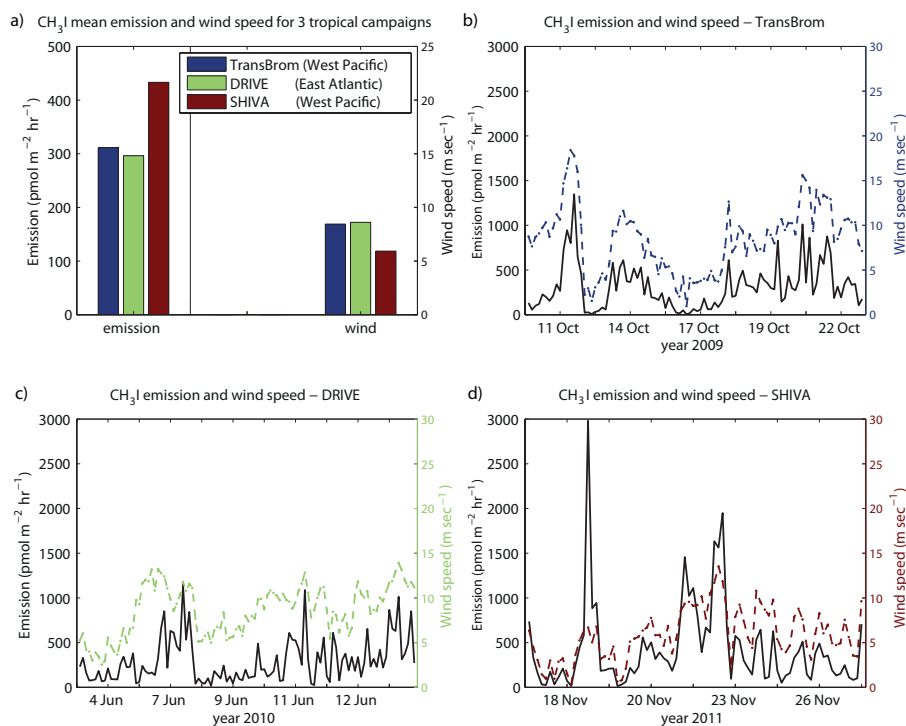 a) CH₃I mean emission and wind speed for 3 tropical campaigns
500
400
300
200
100
0
Emission (pmol m⁻² hr⁻¹)
25
20
15
10
5
0
Wind speed (m sec⁻¹)
TransBrom (West Pacific)
DRIVE (East Atlantic)
SHIVA (West Pacific)
emission
wind
b) CH₃I emission and wind speed – TransBrom
3000
2500
2000
1500
1000
500
0
Emission (pmol m⁻² hr⁻¹)
30
25
20
15
10
5
0
Wind speed (m sec⁻¹)
11 Oct 14 Oct 17 Oct 19 Oct 22 Oct
year 2009
c) CH₃I emission and wind speed – DRIVE
3000
2500
2000
1500
1000
500
0
Emission (pmol m⁻² hr⁻¹)
30
25
20
15
10
5
0
Wind speed (m sec⁻¹)
4 Jun 7 Jun 9 Jun 11 Jun 12 Jun
year 2010
d) CH₃I emission and wind speed – SHIVA
3000
2500
2000
1500
1000
500
0
Emission (pmol m⁻² hr⁻¹)
30
25
20
15
10
5
0
Wind speed (m sec⁻¹)
18 Nov 20 Nov 23 Nov 26 Nov
year 2011